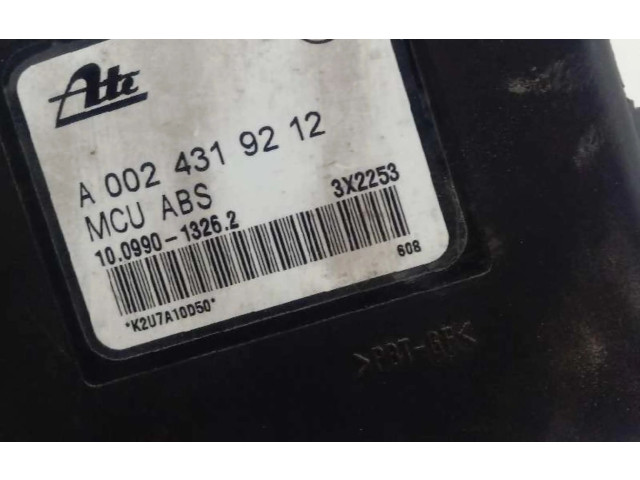 Ate
A 002 431 92 12
MCU ABS
10.0990-1326.2 3X2253
608
*K2U7A10D50*